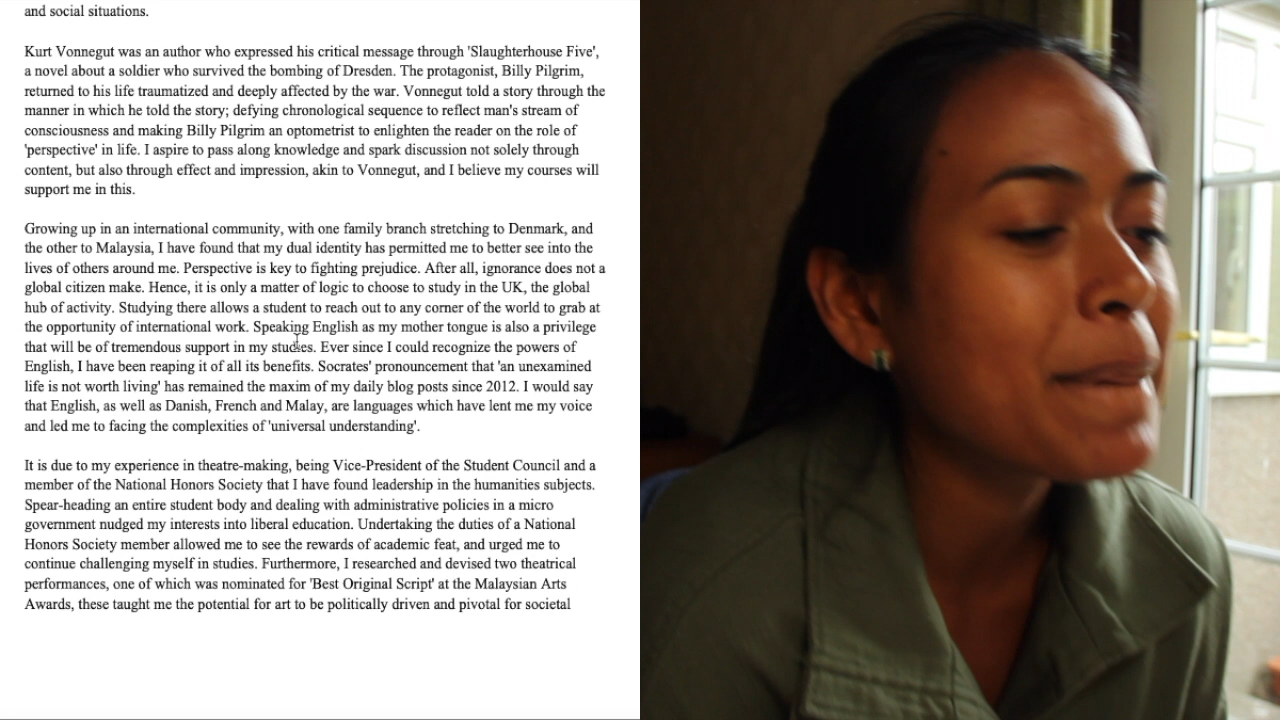 and social situations.
Kurt Vonnegut was an author who expressed his critical message through 'Slaughterhouse Five',
a novel about a soldier who survived the bombing of Dresden. The protagonist, Billy Pilgrim,
returned to his life traumatized and deeply affected by the war. Vonnegut told a story through the
manner in which he told the story; defying chronological sequence to reflect man's stream of
consciousness and making Billy Pilgrim an optometrist to enlighten the reader on the role of
'perspective' in life. I aspire to pass along knowledge and spark discussion not solely through
content, but also through effect and impression, akin to Vonnegut, and I believe my courses will
support me in this.
Growing up in an international community, with one family branch stretching to Denmark, and
the other to Malaysia, I have found that my dual identity has permitted me to better see into the
lives of others around me. Perspective is key to fighting prejudice. After all, ignorance does not a
global citizen make. Hence, it is only a matter of logic to choose to study in the UK, the global
hub of activity. Studying there allows a student to reach out to any corner of the world to grab at
the opportunity of international work. Speaking English as my mother tongue is also a privilege
that will be of tremendous support in my studies. Ever since I could recognize the powers of
English, I have been reaping it of all its benefits. Socrates' pronouncement that 'an unexamined
life is not worth living' has remained the maxim of my daily blog posts since 2012. I would say
that English, as well as Danish, French and Malay, are languages which have lent me my voice
and led me to facing the complexities of 'universal understanding'.
It is due to my experience in theatre-making, being Vice-President of the Student Council and a
member of the National Honors Society that I have found leadership in the humanities subjects.
Spear-heading an entire student body and dealing with administrative policies in a micro
government nudged my interests into liberal education. Undertaking the duties of a National
Honors Society member allowed me to see the rewards of academic feat, and urged me to
continue challenging myself in studies. Furthermore, I researched and devised two theatrical
performances, one of which was nominated for 'Best Original Script' at the Malaysian Arts
Awards, these taught me the potential for art to be politically driven and pivotal for societal